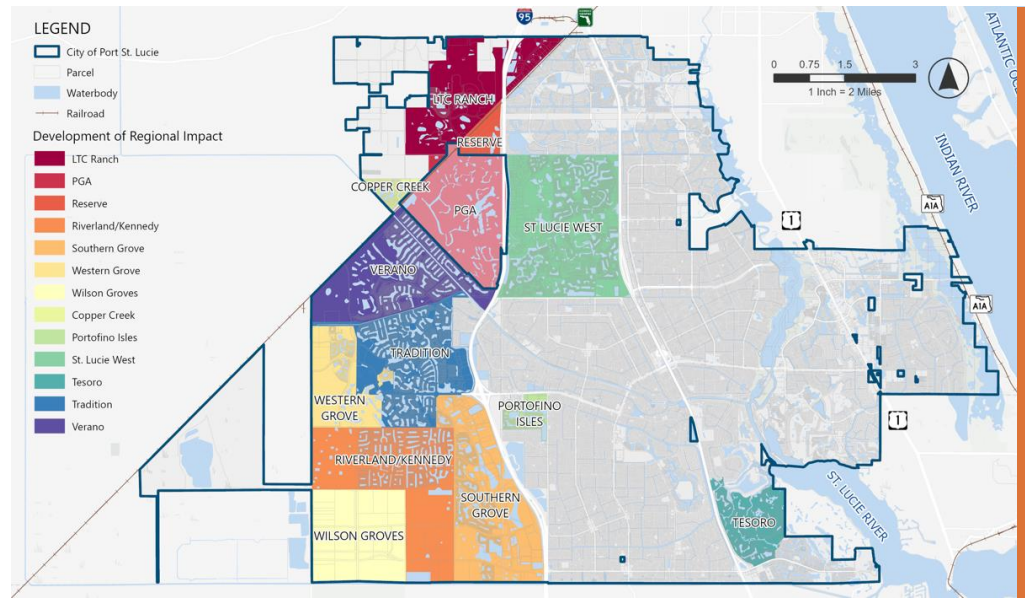 LEGEND
City of Port St. Lucie
Parcel
Waterbody
Railroad
Development of Regional Impact
LTC Ranch
PGA
Reserve
Riverland/Kennedy
Southern Grove
Western Grove
Wilson Groves
Copper Creek
Portofino Isles
St. Lucie West
Tesoro
Tradition
Verano
95
0 0.75 1.5 3
1 Inch = 2 Miles
ATLANTIC OCE
INDIAN RIVER
A1A
1
A1A
1
ST. LUCIE RIVER
LTC RANCH
RESERVE
COPPER CREEK
PGA
ST LUCIE WEST
VERANO
TRADITION
WESTERN
GROVE
PORTOFINO
ISLES
RIVERLAND/KENNEDY
SOUTHERN
GROVE
WILSON GROVES
TESORO